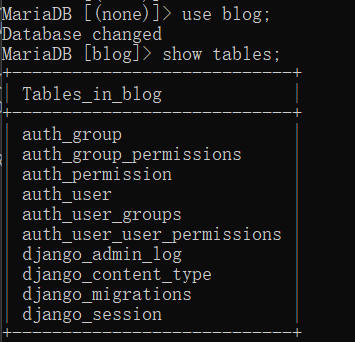 MariaDB [(none)]> use blog;
Database changed
MariaDB [blog]> show tables;
+----------------------------+
| Tables_in_blog             |
+----------------------------+
| auth_group                 |
| auth_group_permissions     |
| auth_permission            |
| auth_user                  |
| auth_user_groups           |
| auth_user_user_permissions |
| django_admin_log           |
| django_content_type        |
| django_migrations          |
| django_session             |
+----------------------------+